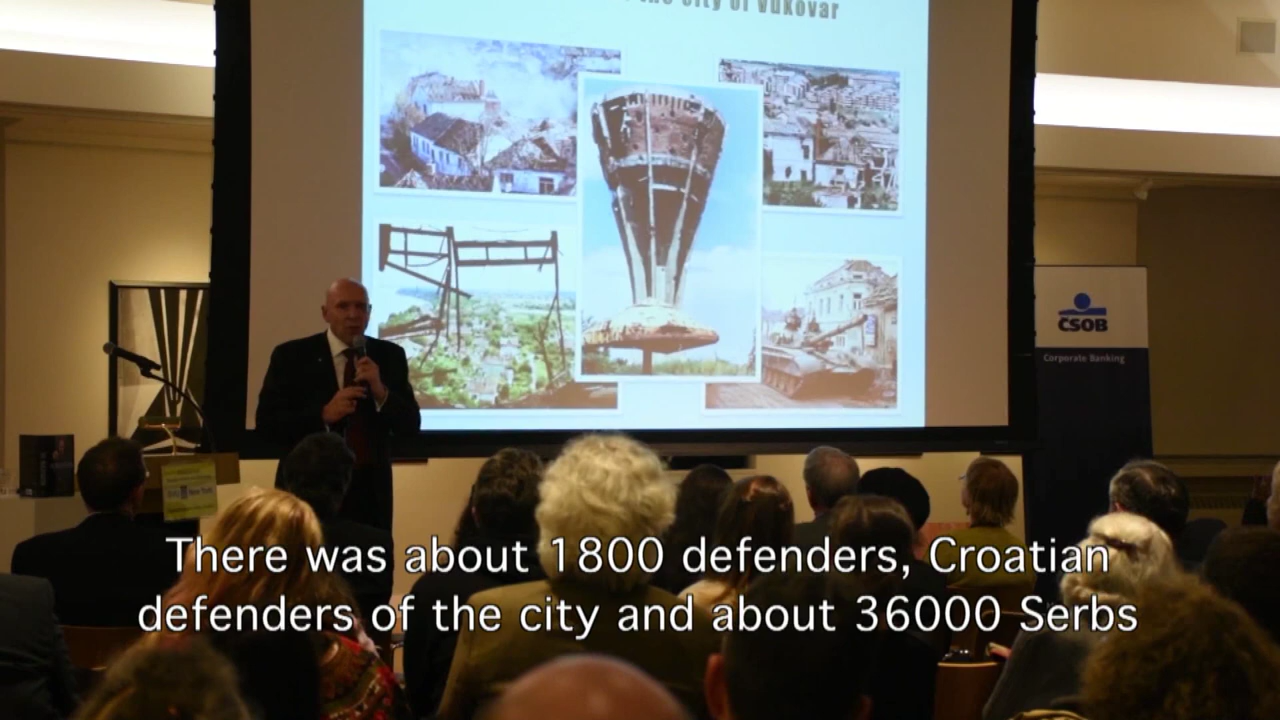 the city of Vukovar
ČSOB
Corporate Banking
There was about 1800 defenders, Croatian
defenders of the city and about 36000 Serbs